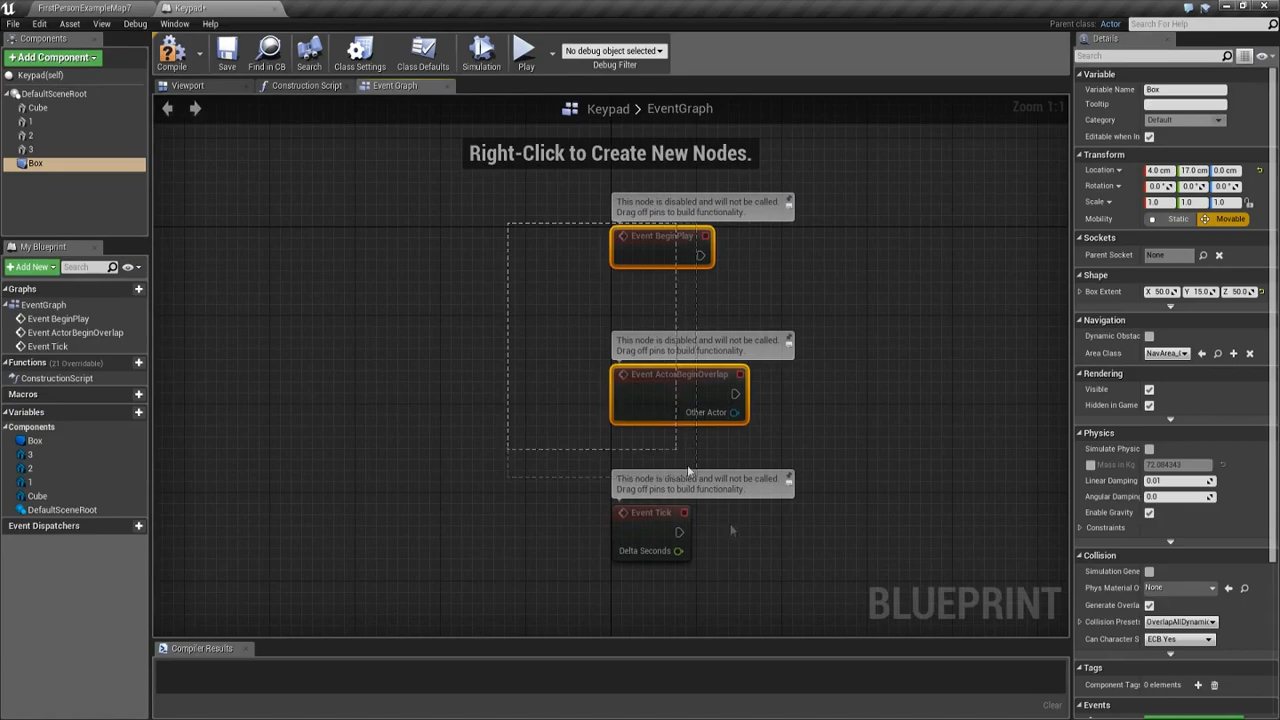 FirstPersonExampleMap7
Keypad*
File Edit Asset View Debug Window Help
Parent class: Actor
Search For Help
Components
+ Add Component
Keypad(self)
DefaultSceneRoot
Cube
1
2
3
Box
Compile
Save
Find in CB
Search
Class Settings
Class Defaults
Simulation
Play
No debug object selected
Debug Filter
Viewport
Construction Script
Event Graph
Keypad > EventGraph
Zoom 1:1
Right-Click to Create New Nodes.
This node is disabled and will not be called.
Drag off pins to build functionality.
Event BeginPlay
This node is disabled and will not be called.
Drag off pins to build functionality.
Event ActorBeginOverlap
Other Actor
This node is disabled and will not be called.
Drag off pins to build functionality.
Event Tick
Delta Seconds
BLUEPRINT
My Blueprint
+ Add New
Search
Graphs
EventGraph
Event BeginPlay
Event ActorBeginOverlap
Event Tick
Functions (21 Overridable)
ConstructionScript
Macros
Variables
Components
Box
3
2
1
Cube
DefaultSceneRoot
Event Dispatchers
Compiler Results
Clear
Details
Search
Variable
Variable Name Box
Tooltip
Category Default
Editable when In
Transform
Location 4.0 cm 17.0 cm 0.0 cm
Rotation 0.0 ° 0.0 ° 0.0 °
Scale 1.0 1.0 1.0
Mobility Static Movable
Sockets
Parent Socket None
Shape
Box Extent X 50.0 Y 15.0 Z 50.0
Navigation
Dynamic Obstac
Area Class NavArea_
Rendering
Visible
Hidden in Game
Physics
Simulate Physic
Mass in Kg 72.084343
Linear Damping 0.01
Angular Damping 0.0
Enable Gravity
Constraints
Collision
Simulation Gene
Phys Material O None
Generate Overla
Collision Preset OverlapAllDynamic
Can Character S ECB Yes
Tags
Component Tags 0 elements
Events